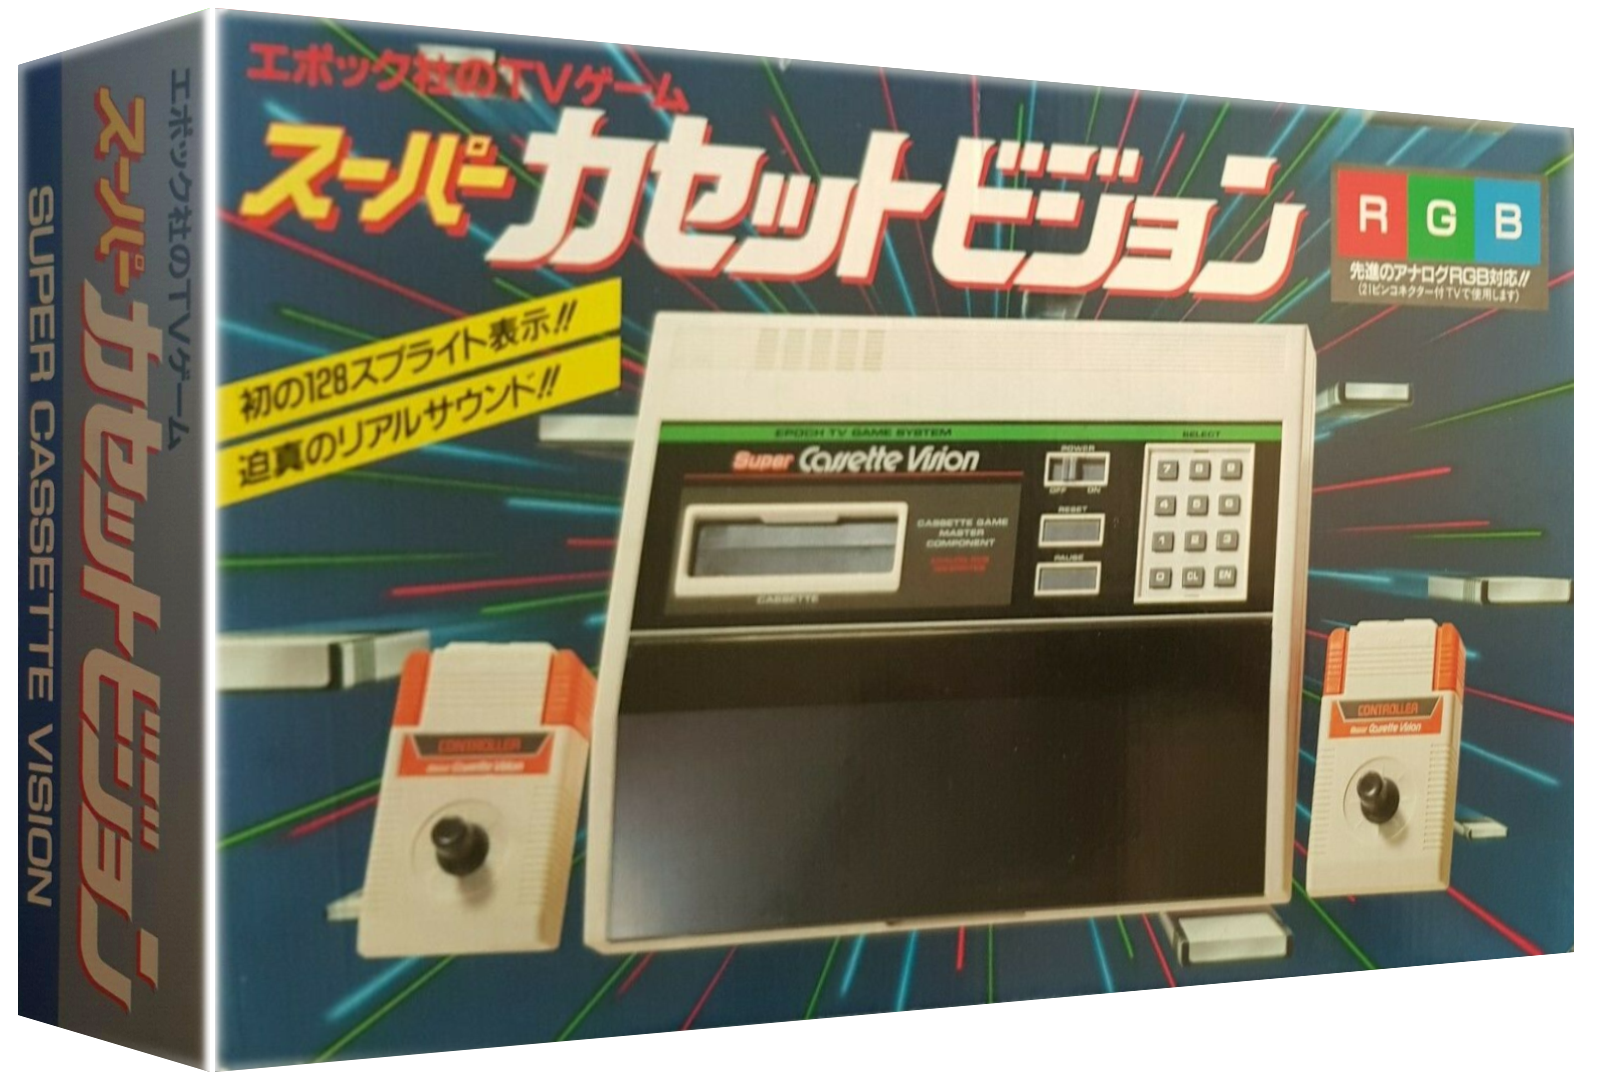 エポック社のTVゲーム
スーパー カセットビジョン
SUPER CASSETTE VISION
エポック社のTVゲーム
スーパーカセットビジョン
R G B
先進のアナログRGB対応!!
(21ピンコネクター付TVで使用します)
初の128スプライト表示!!
迫真のリアルサウンド!!
EPOCH TV GAME SYSTEM
Super Cassette Vision
CASSETTE GAME
MASTER
COMPONENT
CASSETTE
POWER
OFF ON
RESET
PAUSE
SELECT
7 8 9
4 5 6
1 2 3
0 CL EN
CONTROLLER
Super Cassette Vision
CONTROLLER
Super Cassette Vision